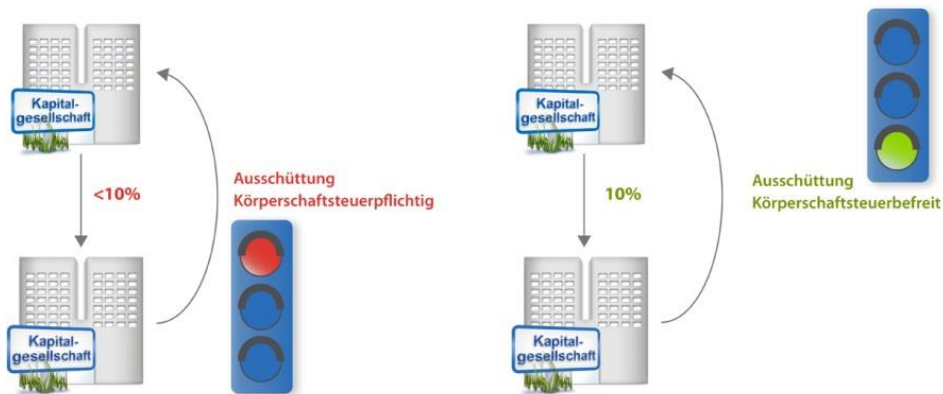 Kapital-
gesellschaft
<10%
Ausschüttung
Körperschaftsteuerpflichtig
Kapital-
gesellschaft
Kapital-
gesellschaft
10%
Ausschüttung
Körperschaftsteuerbefreit
Kapital-
gesellschaft